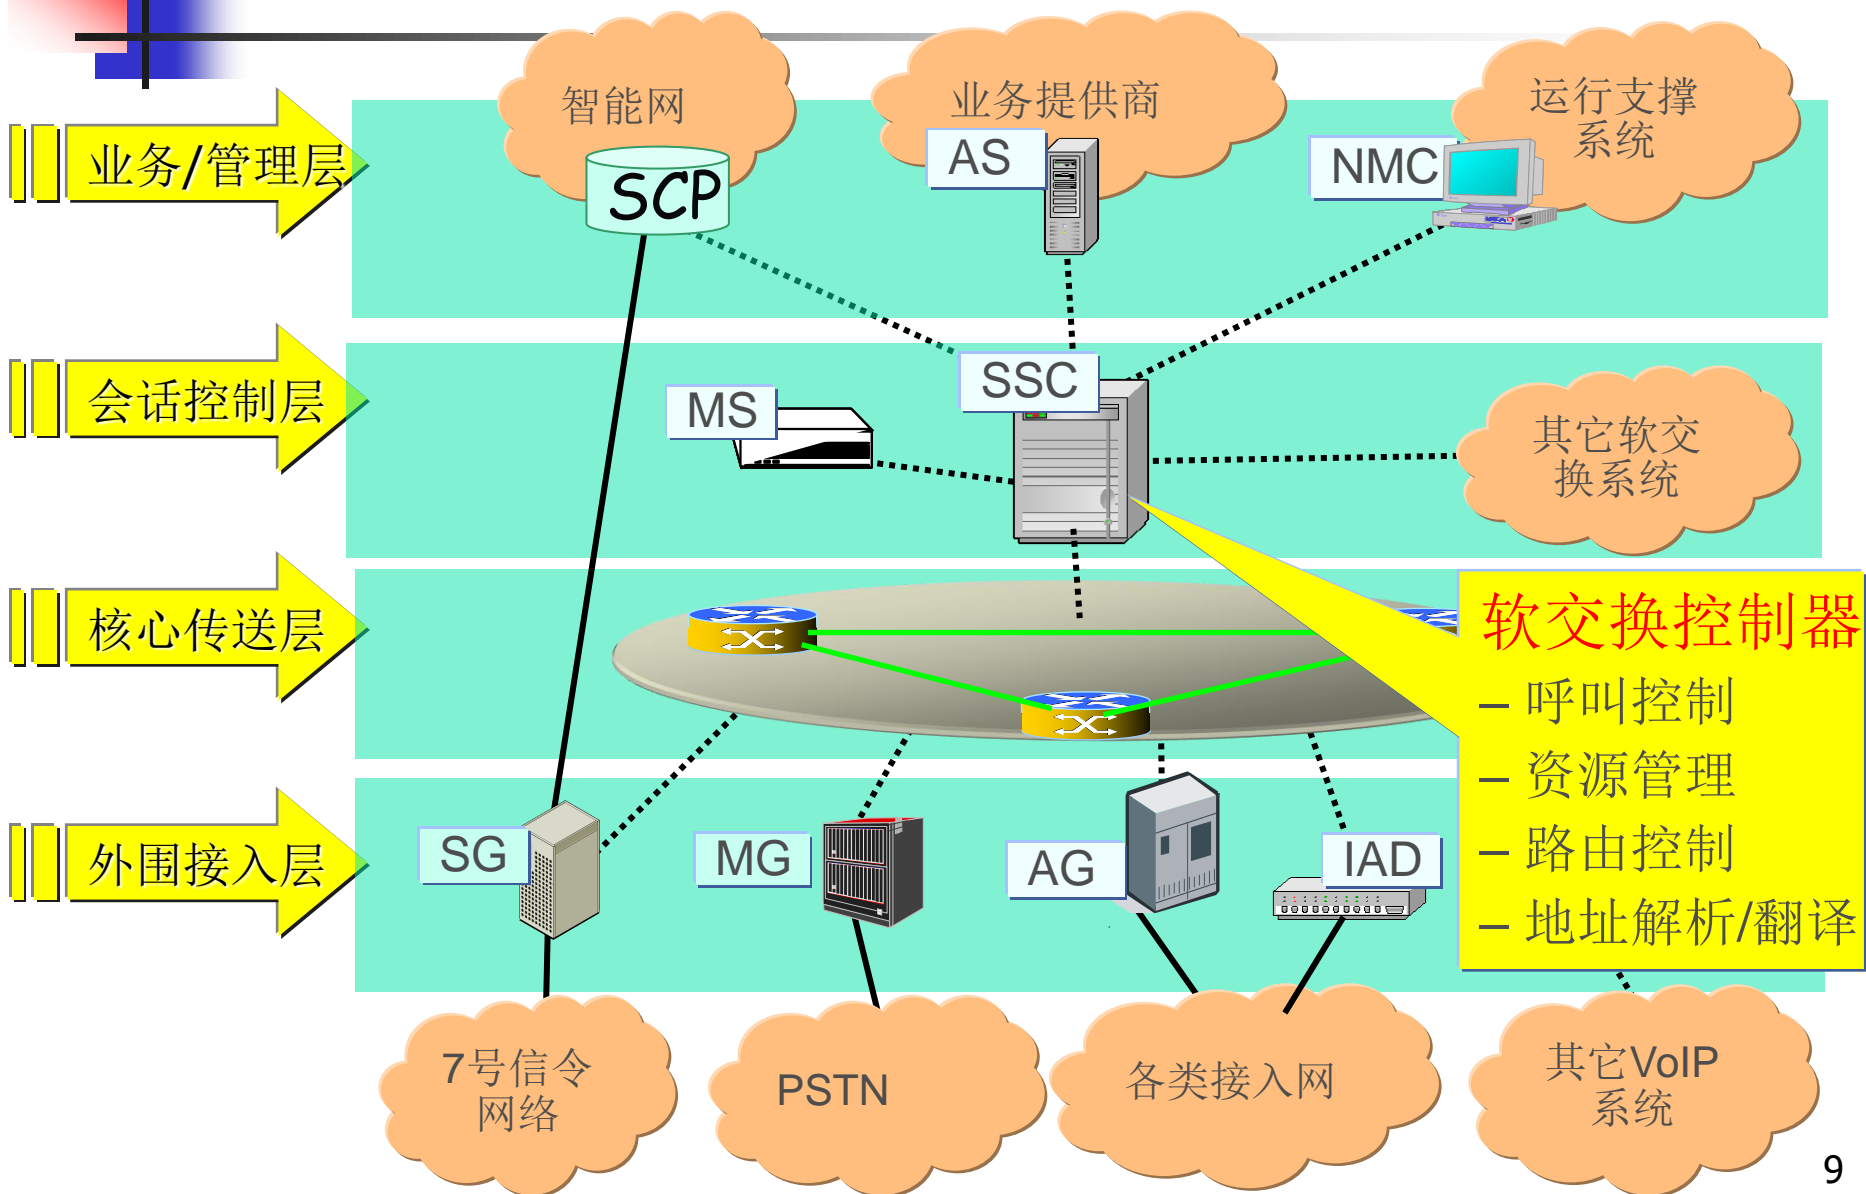 智能网
业务提供商
运行支撑
系统
业务/管理层
SCP
AS
NMC
会话控制层
MS
SSC
其它软交
换系统
核心传送层
软交换控制器
– 呼叫控制
– 资源管理
– 路由控制
– 地址解析/翻译
外围接入层
SG
MG
AG
IAD
7号信令
网络
PSTN
各类接入网
其它VoIP
系统
9